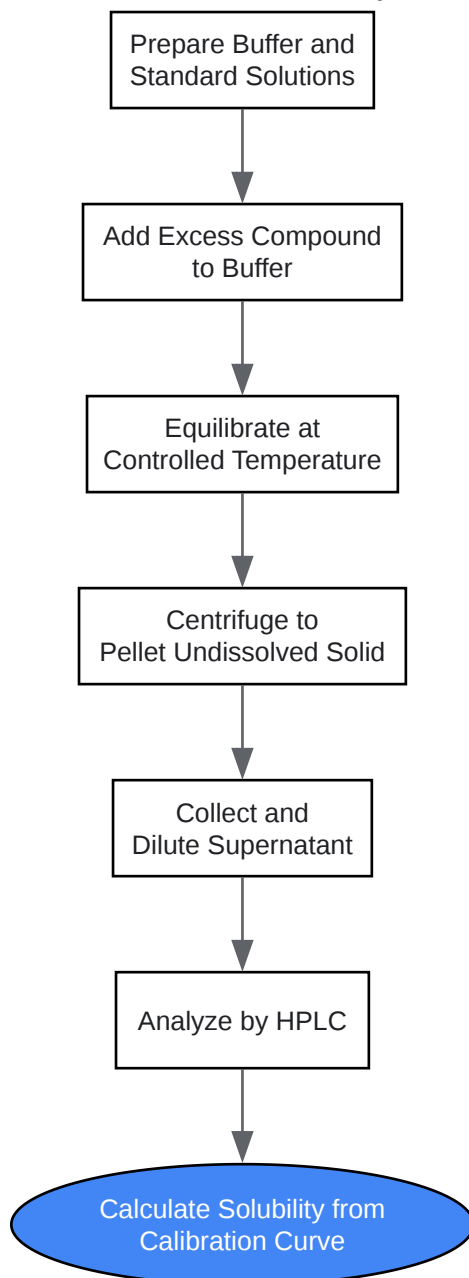 Prepare Buffer and
Standard Solutions
Add Excess Compound
to Buffer
Equilibrate at
Controlled Temperature
Centrifuge to
Pellet Undissolved Solid
Collect and
Dilute Supernatant
Analyze by HPLC
Calculate Solubility from
Calibration Curve